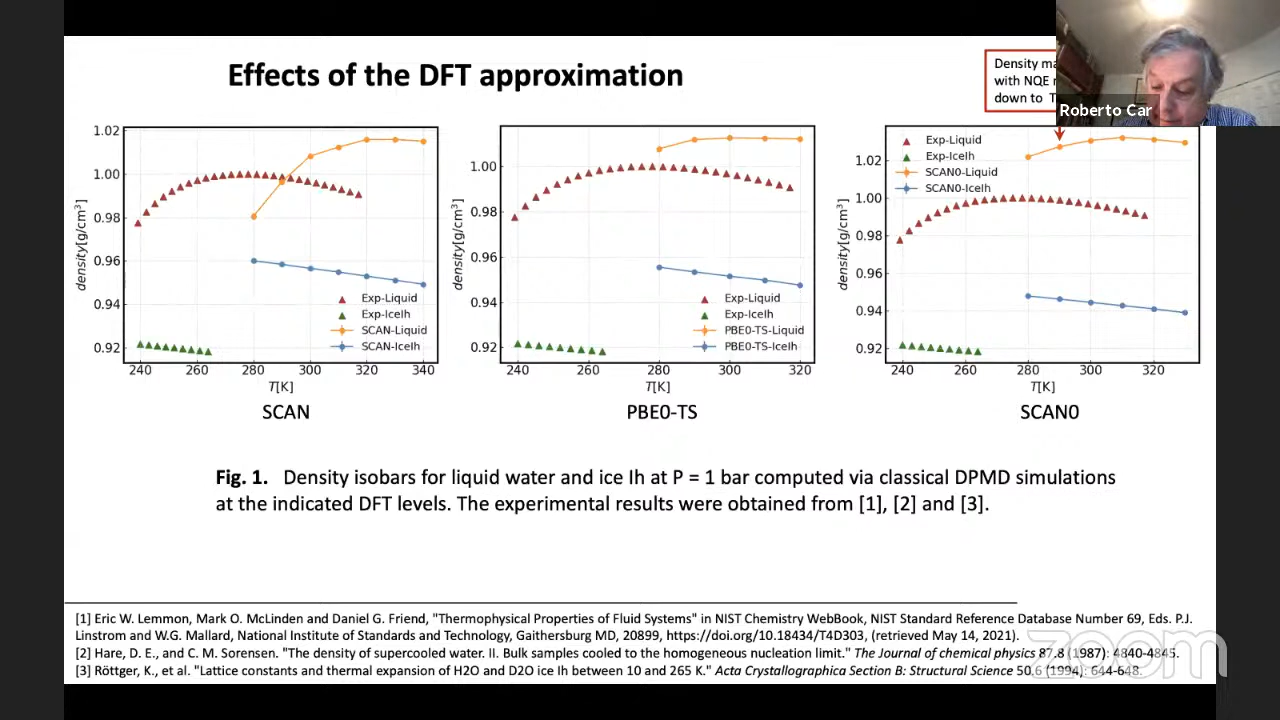 Effects of the DFT approximation
Density ma
with NQE
down to T
Roberto Car
1.02
1.00
0.98
0.96
0.94
0.92
density[g/cm³]
240 260 280 300 320 340
T[K]
Exp-Liquid
Exp-IceIh
SCAN-Liquid
SCAN-IceIh
SCAN
1.00
0.98
0.96
0.94
0.92
density[g/cm³]
240 260 280 300 320
T[K]
Exp-Liquid
Exp-IceIh
PBE0-TS-Liquid
PBE0-TS-IceIh
PBE0-TS
1.02
1.00
0.98
0.96
0.94
0.92
density[g/cm³]
240 260 280 300 320
T[K]
Exp-Liquid
Exp-IceIh
SCAN0-Liquid
SCAN0-IceIh
SCAN0
Fig. 1. Density isobars for liquid water and ice Ih at P = 1 bar computed via classical DPMD simulations
at the indicated DFT levels. The experimental results were obtained from [1], [2] and [3].
[1] Eric W. Lemmon, Mark O. McLinden and Daniel G. Friend, "Thermophysical Properties of Fluid Systems" in NIST Chemistry WebBook, NIST Standard Reference Database Number 69, Eds. P.J.
Linstrom and W.G. Mallard, National Institute of Standards and Technology, Gaithersburg MD, 20899, https://doi.org/10.18434/T4D303, (retrieved May 14, 2021).
[2] Hare, D. E., and C. M. Sorensen. "The density of supercooled water. II. Bulk samples cooled to the homogeneous nucleation limit." The Journal of chemical physics 87.8 (1987): 4840-4845.
[3] Röttger, K., et al. "Lattice constants and thermal expansion of H2O and D2O ice Ih between 10 and 265 K." Acta Crystallographica Section B: Structural Science 50.6 (1994): 644-648.
zoom